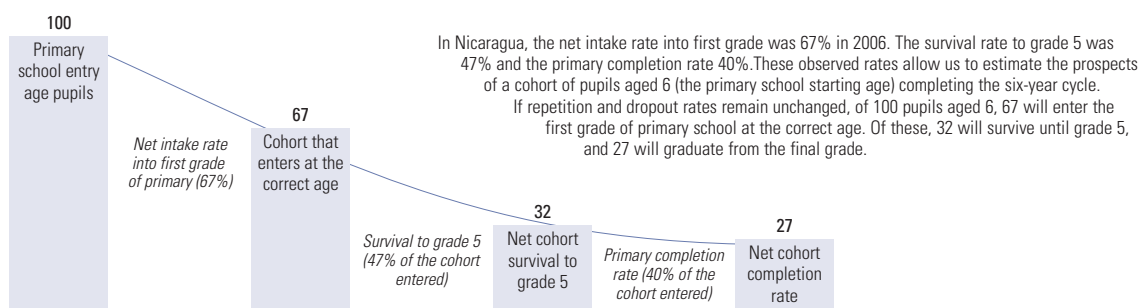 100
Primary
school entry
age pupils
Net intake rate
into first grade
of primary (67%)
67
Cohort that
enters at the
correct age
Survival to grade 5
(47% of the cohort
entered)
32
Net cohort
survival to
grade 5
Primary completion
rate (40% of the
cohort entered)
27
Net cohort
completion
rate
In Nicaragua, the net intake rate into first grade was 67% in 2006. The survival rate to grade 5 was
47% and the primary completion rate 40%.These observed rates allow us to estimate the prospects
of a cohort of pupils aged 6 (the primary school starting age) completing the six-year cycle.
If repetition and dropout rates remain unchanged, of 100 pupils aged 6, 67 will enter the
first grade of primary school at the correct age. Of these, 32 will survive until grade 5,
and 27 will graduate from the final grade.